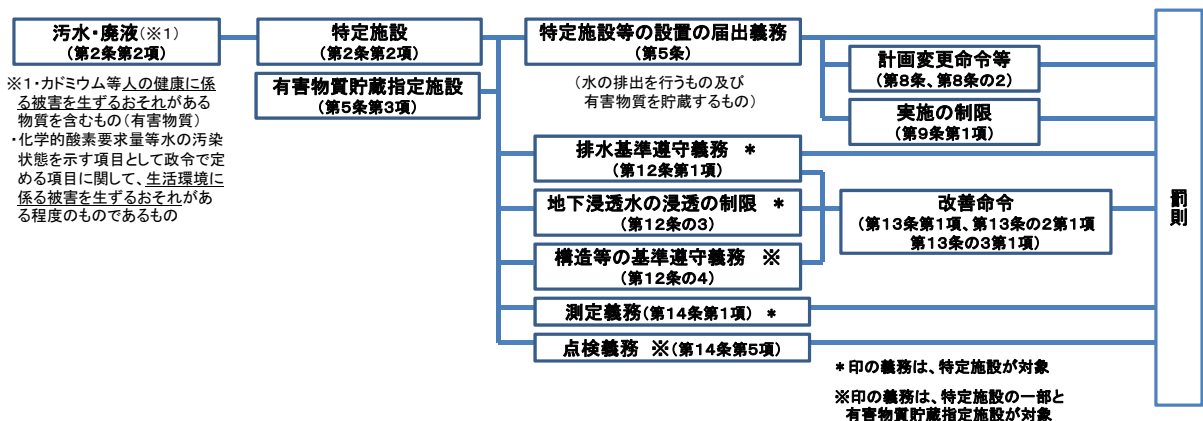 汚水・廃液(※1)
(第2条第2項)
※1・カドミウム等人の健康に係
る被害を生ずるおそれがある
物質を含むもの(有害物質)
・化学的酸素要求量等水の汚染
状態を示す項目として政令で定
める項目に関して、生活環境に
係る被害を生ずるおそれがあ
る程度のものであるもの
特定施設
(第2条第2項)
有害物質貯蔵指定施設
(第5条第3項)
特定施設等の設置の届出義務
(第5条)
(水の排出を行うもの及び
有害物質を貯蔵するもの)
計画変更命令等
(第8条、第8条の2)
実施の制限
(第9条第1項)
排水基準遵守義務 *
(第12条第1項)
地下浸透水の浸透の制限 *
(第12条の3)
構造等の基準遵守義務 ※
(第12条の4)
改善命令
(第13条第1項、第13条の2第1項
第13条の3第1項)
測定義務(第14条第1項) *
点検義務 ※(第14条第5項)
*印の義務は、特定施設が対象
※印の義務は、特定施設の一部と
有害物質貯蔵指定施設が対象
罰則